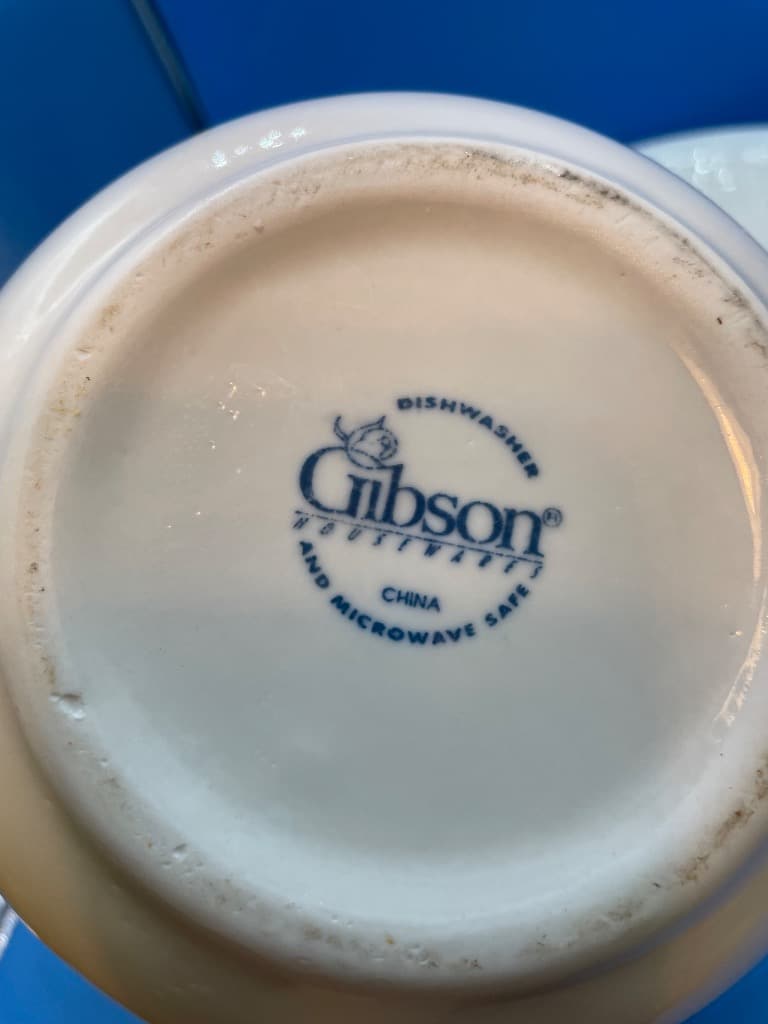 DISHWASHER
Gibson®
HOUSEWARES
CHINA
AND MICROWAVE SAFE